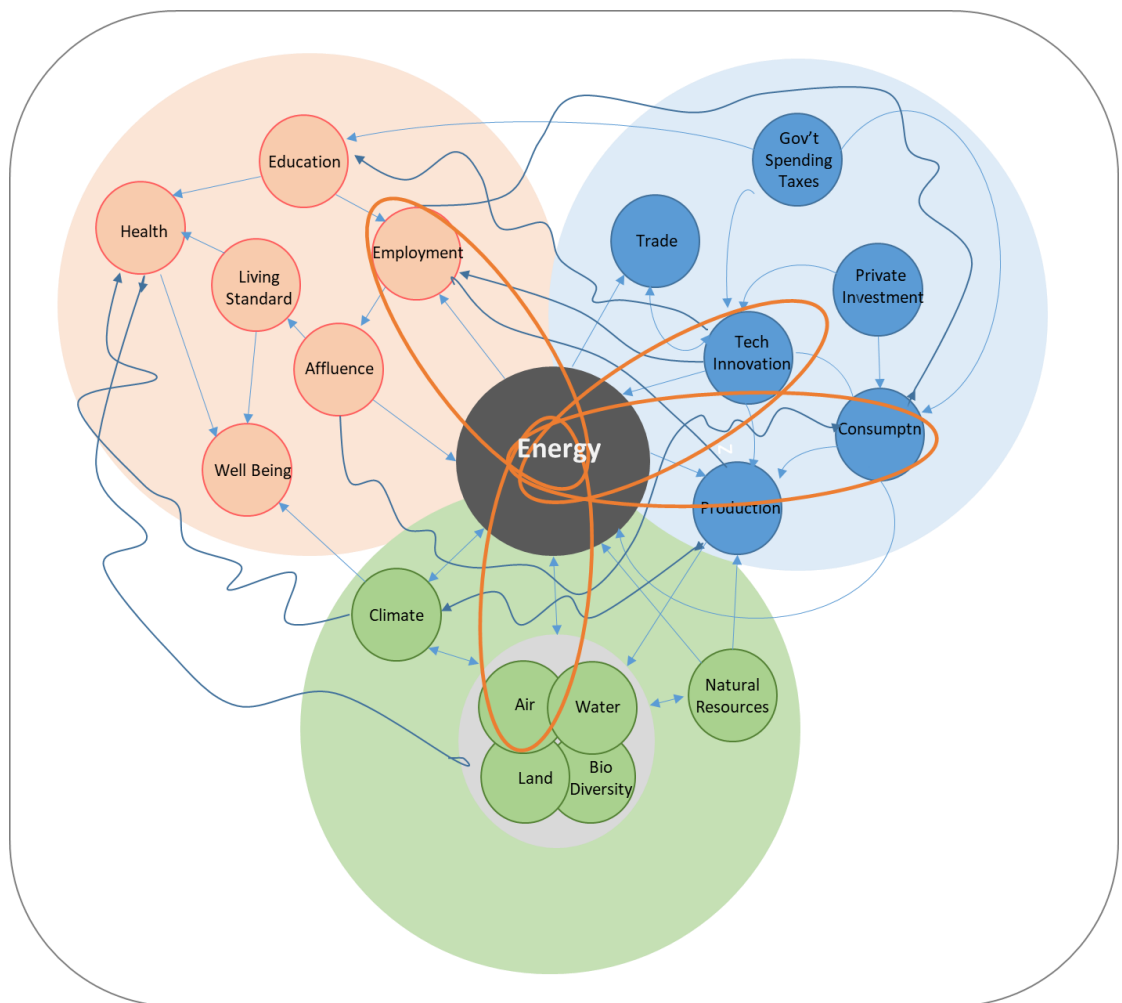 Education
Health
Employment
Living
Standard
Affluence
Well Being
Gov't
Spending
Taxes
Trade
Private
Investment
Tech
Innovation
Consumptn
Energy
Z
Production
Climate
Air
Water
Land
Bio
Diversity
Natural
Resources